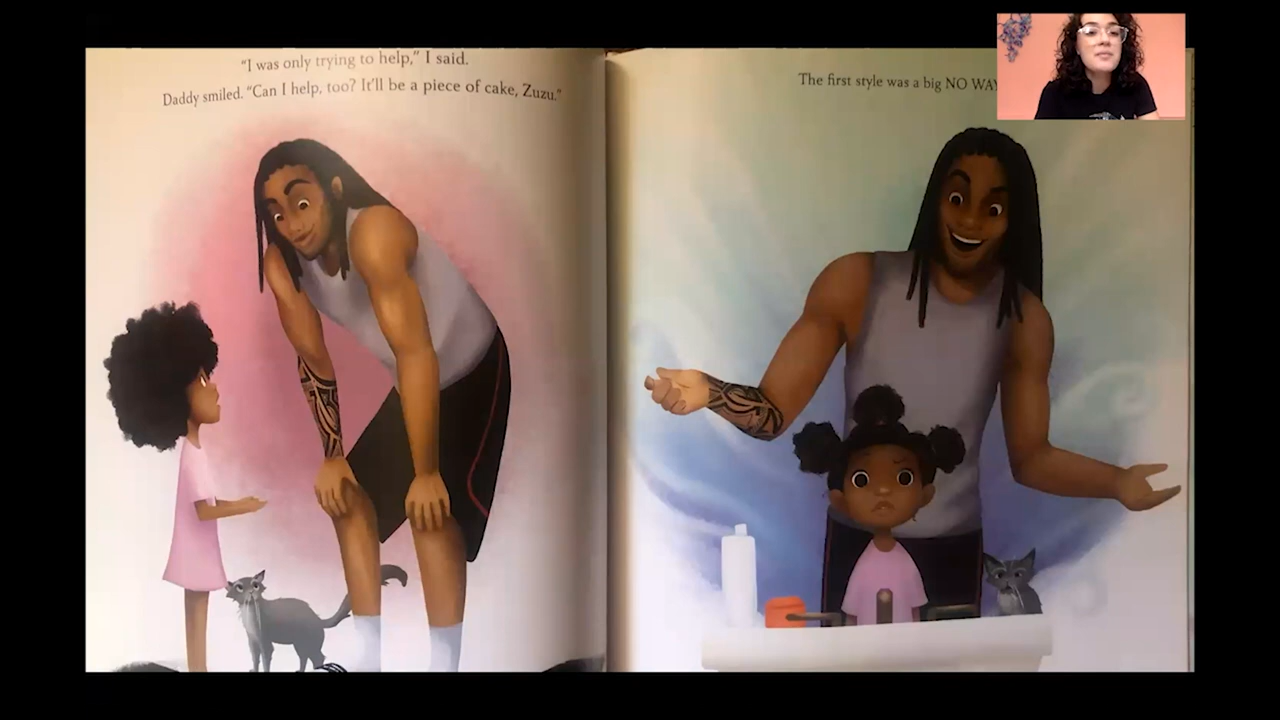 “I was only trying to help,” I said.
Daddy smiled. “Can I help, too? It’ll be a piece of cake, Zuzu.”
The first style was a big NO WAY